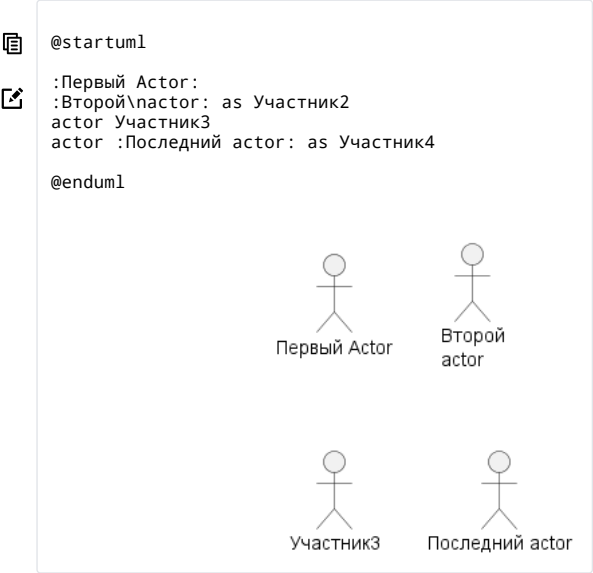 @startuml
:Первый Actor:
:Второй\nactor: as Участник2
actor Участник3
actor :Последний actor: as Участник4
@enduml
Первый Actor
Второй
actor
Участник3
Последний actor